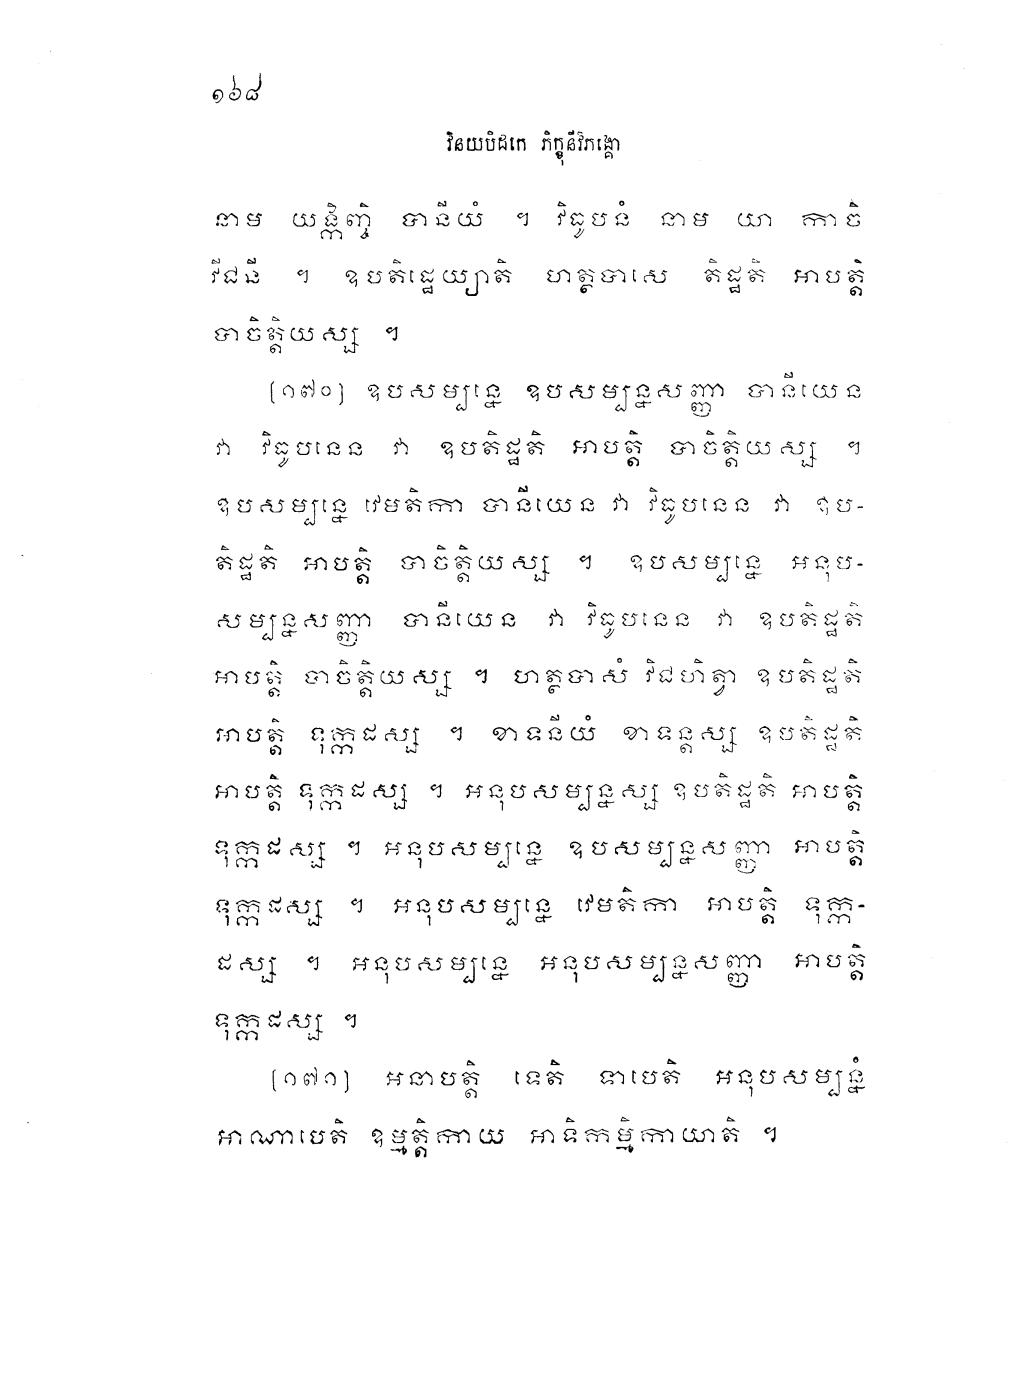 ១៦៨
វិនយបិដកេ ភិក្ខុនីវិភង្គោ
នាម យង្កិញ្ចិ បានីយំ ។ វិធូបនំ នាម យា កាចិ
វីជនី ។ ឧបតិដ្ឋេយ្យាតិ ហត្ថបាសេ តិដ្ឋតិ អាបត្តិ
បាចិត្តិយស្ស ។
(១៧០) ឧបសម្បន្នេ ឧបសម្បន្នសញ្ញា បានីយេន
វា វិធូបនេន វា ឧបតិដ្ឋតិ អាបត្តិ បាចិត្តិយស្ស ។
ឧបសម្បន្នេ វេមតិកា បានីយេន វា វិធូបនេន វា ឧប-
តិដ្ឋតិ អាបត្តិ បាចិត្តិយស្ស ។ ឧបសម្បន្នេ អនុប-
សម្បន្នសញ្ញា បានីយេន វា វិធូបនេន វា ឧបតិដ្ឋតិ
អាបត្តិ បាចិត្តិយស្ស ។ ហត្ថបាសំ វិជហិត្វា ឧបតិដ្ឋតិ
អាបត្តិ ទុក្កដស្ស ។ ខាទនីយំ ខាទន្តស្ស ឧបតិដ្ឋតិ
អាបត្តិ ទុក្កដស្ស ។ អនុបសម្បន្នស្ស ឧបតិដ្ឋតិ អាបត្តិ
ទុក្កដស្ស ។ អនុបសម្បន្នេ ឧបសម្បន្នសញ្ញា អាបត្តិ
ទុក្កដស្ស ។ អនុបសម្បន្នេ វេមតិកា អាបត្តិ ទុក្ក-
ដស្ស ។ អនុបសម្បន្នេ អនុបសម្បន្នសញ្ញា អាបត្តិ
ទុក្កដស្ស ។
(១៧១) អនាបត្តិ ទេតិ ទាបេតិ អនុបសម្បន្នំ
អាណាបេតិ ឧម្មត្តិកាយ អាទិកម្មិកាយាតិ ។